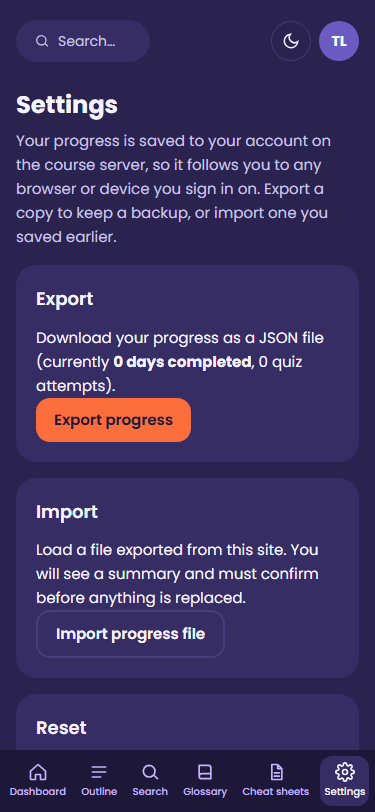 Search...
TL
Settings
Your progress is saved to your account on
the course server, so it follows you to any
browser or device you sign in on. Export a
copy to keep a backup, or import one you
saved earlier.
Export
Download your progress as a JSON file
(currently 0 days completed, 0 quiz
attempts).
Export progress
Import
Load a file exported from this site. You
will see a summary and must confirm
before anything is replaced.
Import progress file
Reset
Dashboard
Outline
Search
Glossary
Cheat sheets
Settings